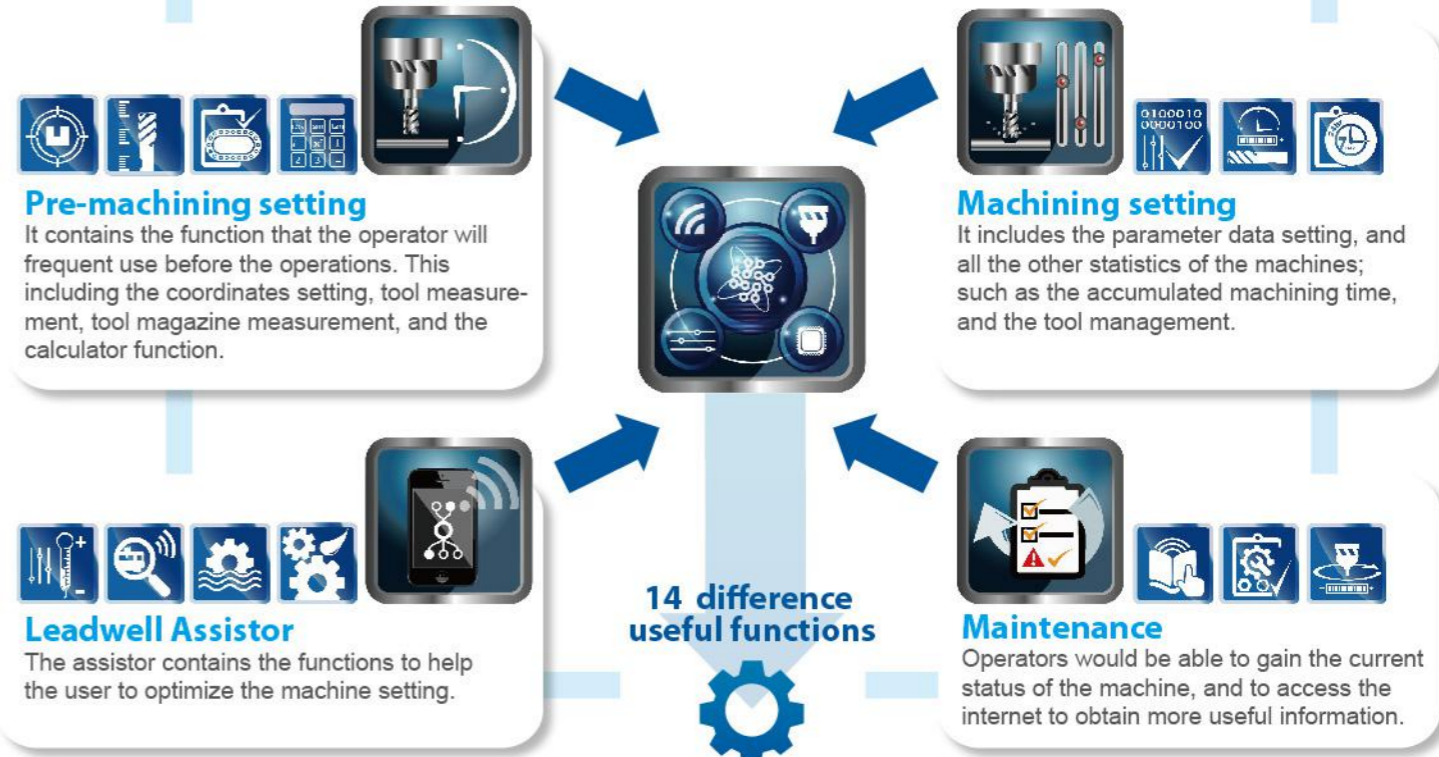 0100010
0000100
Pre-machining setting
It contains the function that the operator will
frequent use before the operations. This
including the coordinates setting, tool measure-
ment, tool magazine measurement, and the
calculator function.
Machining setting
It includes the parameter data setting, and
all the other statistics of the machines;
such as the accumulated machining time,
and the tool management.
Leadwell Assistor
The assistor contains the functions to help
the user to optimize the machine setting.
14 difference
useful functions
Maintenance
Operators would be able to gain the current
status of the machine, and to access the
internet to obtain more useful information.